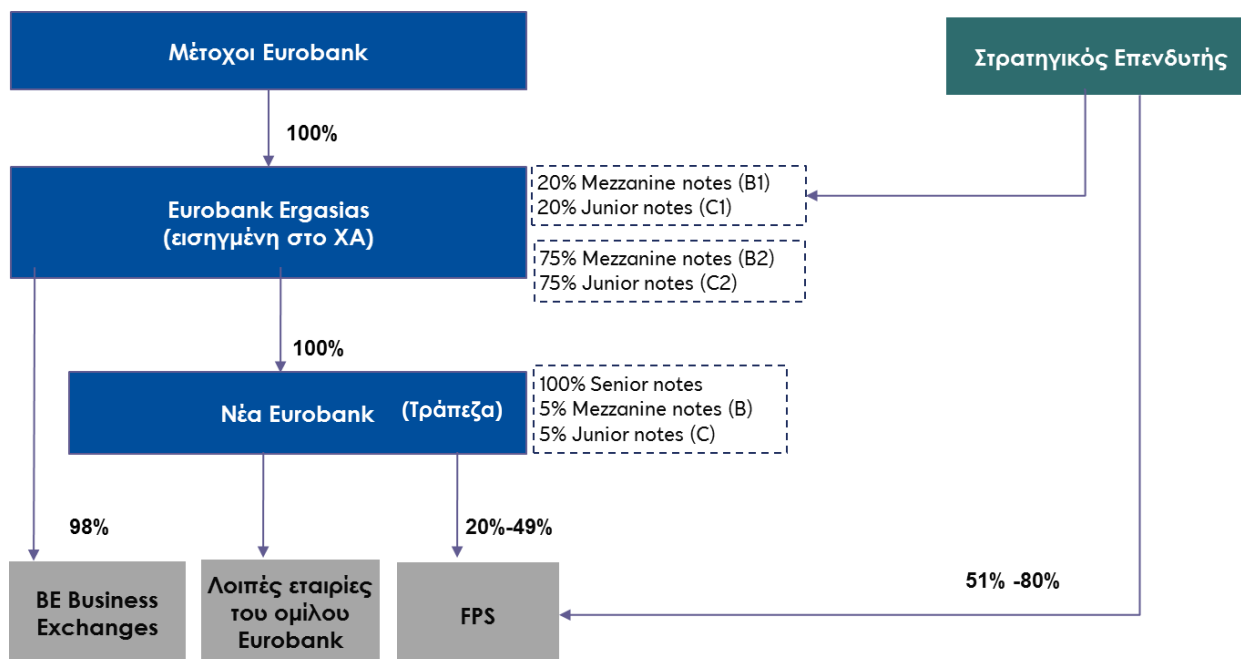 Μέτοχοι Eurobank
Στρατηγικός Επενδυτής
100%
Eurobank Ergasias
(εισηγμένη στο ΧΑ)
20% Mezzanine notes (B1)
20% Junior notes (C1)
75% Mezzanine notes (B2)
75% Junior notes (C2)
100%
Νέα Eurobank (Τράπεζα)
100% Senior notes
5% Mezzanine notes (B)
5% Junior notes (C)
98%
20%-49%
51% -80%
BE Business
Exchanges
Λοιπές εταιρίες
του ομίλου
Eurobank
FPS